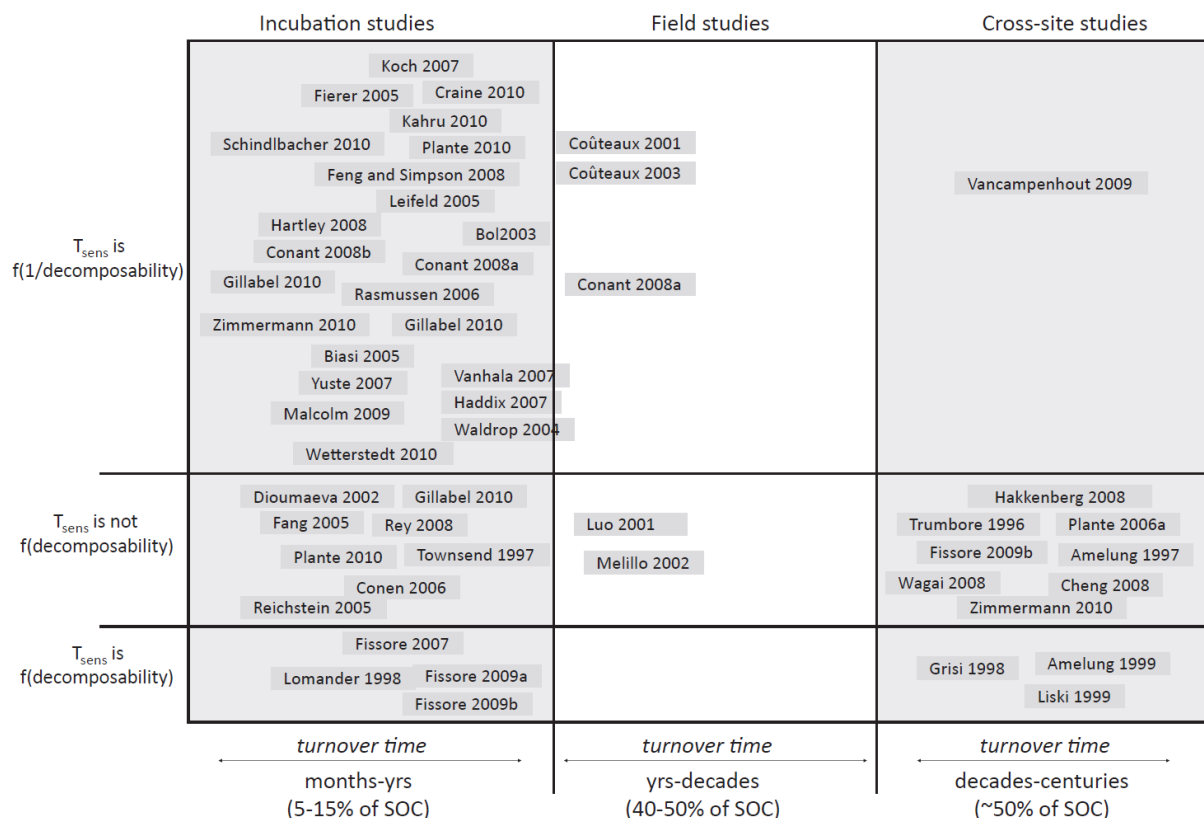 Incubation studies
Field studies
Cross-site studies
T_sens is
f(1/decomposability)
Koch 2007
Fierer 2005
Craine 2010
Kahru 2010
Schindlbacher 2010
Plante 2010
Feng and Simpson 2008
Leifeld 2005
Hartley 2008
Bol2003
Conant 2008b
Conant 2008a
Gillabel 2010
Rasmussen 2006
Zimmermann 2010
Gillabel 2010
Biasi 2005
Yuste 2007
Vanhala 2007
Haddix 2007
Malcolm 2009
Waldrop 2004
Wetterstedt 2010
Coûteaux 2001
Coûteaux 2003
Conant 2008a
Vancampenhout 2009
T_sens is not
f(decomposability)
Dioumaeva 2002
Gillabel 2010
Fang 2005
Rey 2008
Plante 2010
Townsend 1997
Conen 2006
Reichstein 2005
Luo 2001
Melillo 2002
Hakkenberg 2008
Trumbore 1996
Plante 2006a
Fissore 2009b
Amelung 1997
Wagai 2008
Cheng 2008
Zimmermann 2010
T_sens is
f(decomposability)
Fissore 2007
Lomander 1998
Fissore 2009a
Fissore 2009b
Grisi 1998
Amelung 1999
Liski 1999
turnover time
months-yrs
(5-15% of SOC)
turnover time
yrs-decades
(40-50% of SOC)
turnover time
decades-centuries
(~50% of SOC)